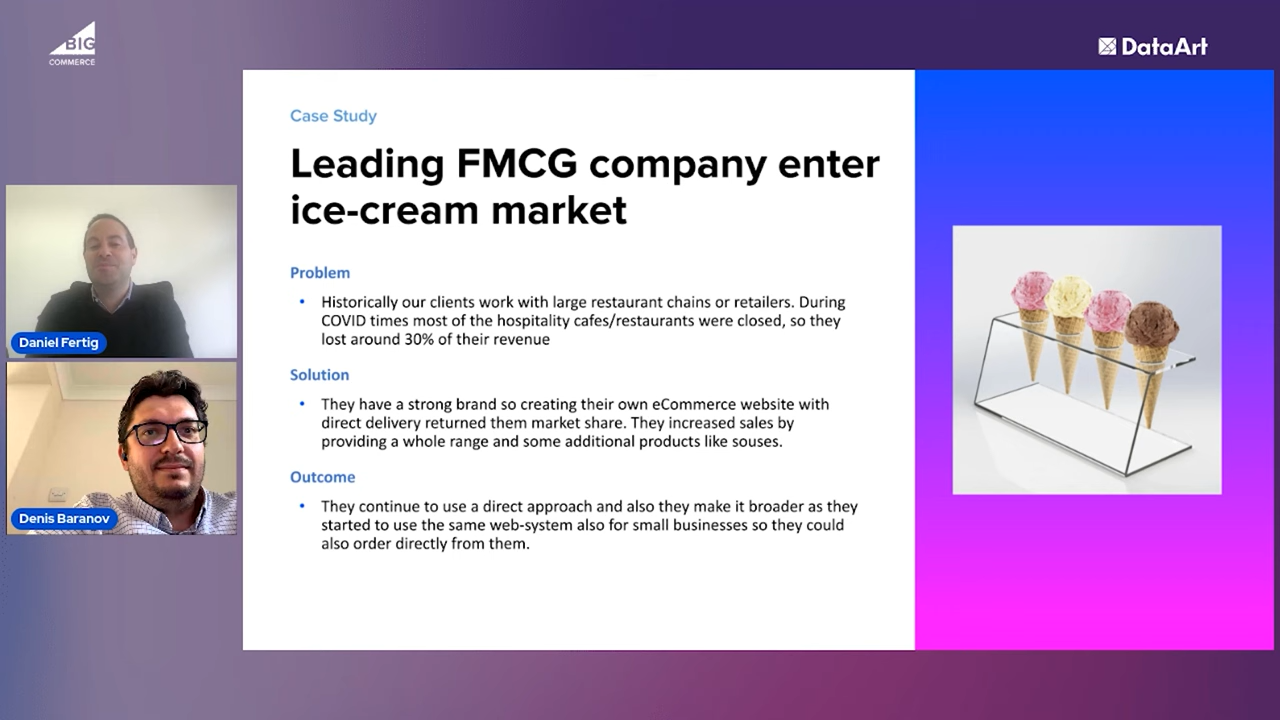 BIG
COMMERCE
DataArt
Case Study
Leading FMCG company enter
ice-cream market
Problem
• Historically our clients work with large restaurant chains or retailers. During
COVID times most of the hospitality cafes/restaurants were closed, so they
lost around 30% of their revenue
Solution
• They have a strong brand so creating their own eCommerce website with
direct delivery returned them market share. They increased sales by
providing a whole range and some additional products like souses.
Outcome
• They continue to use a direct approach and also they make it broader as they
started to use the same web-system also for small businesses so they could
also order directly from them.
Daniel Fertig
Denis Baranov